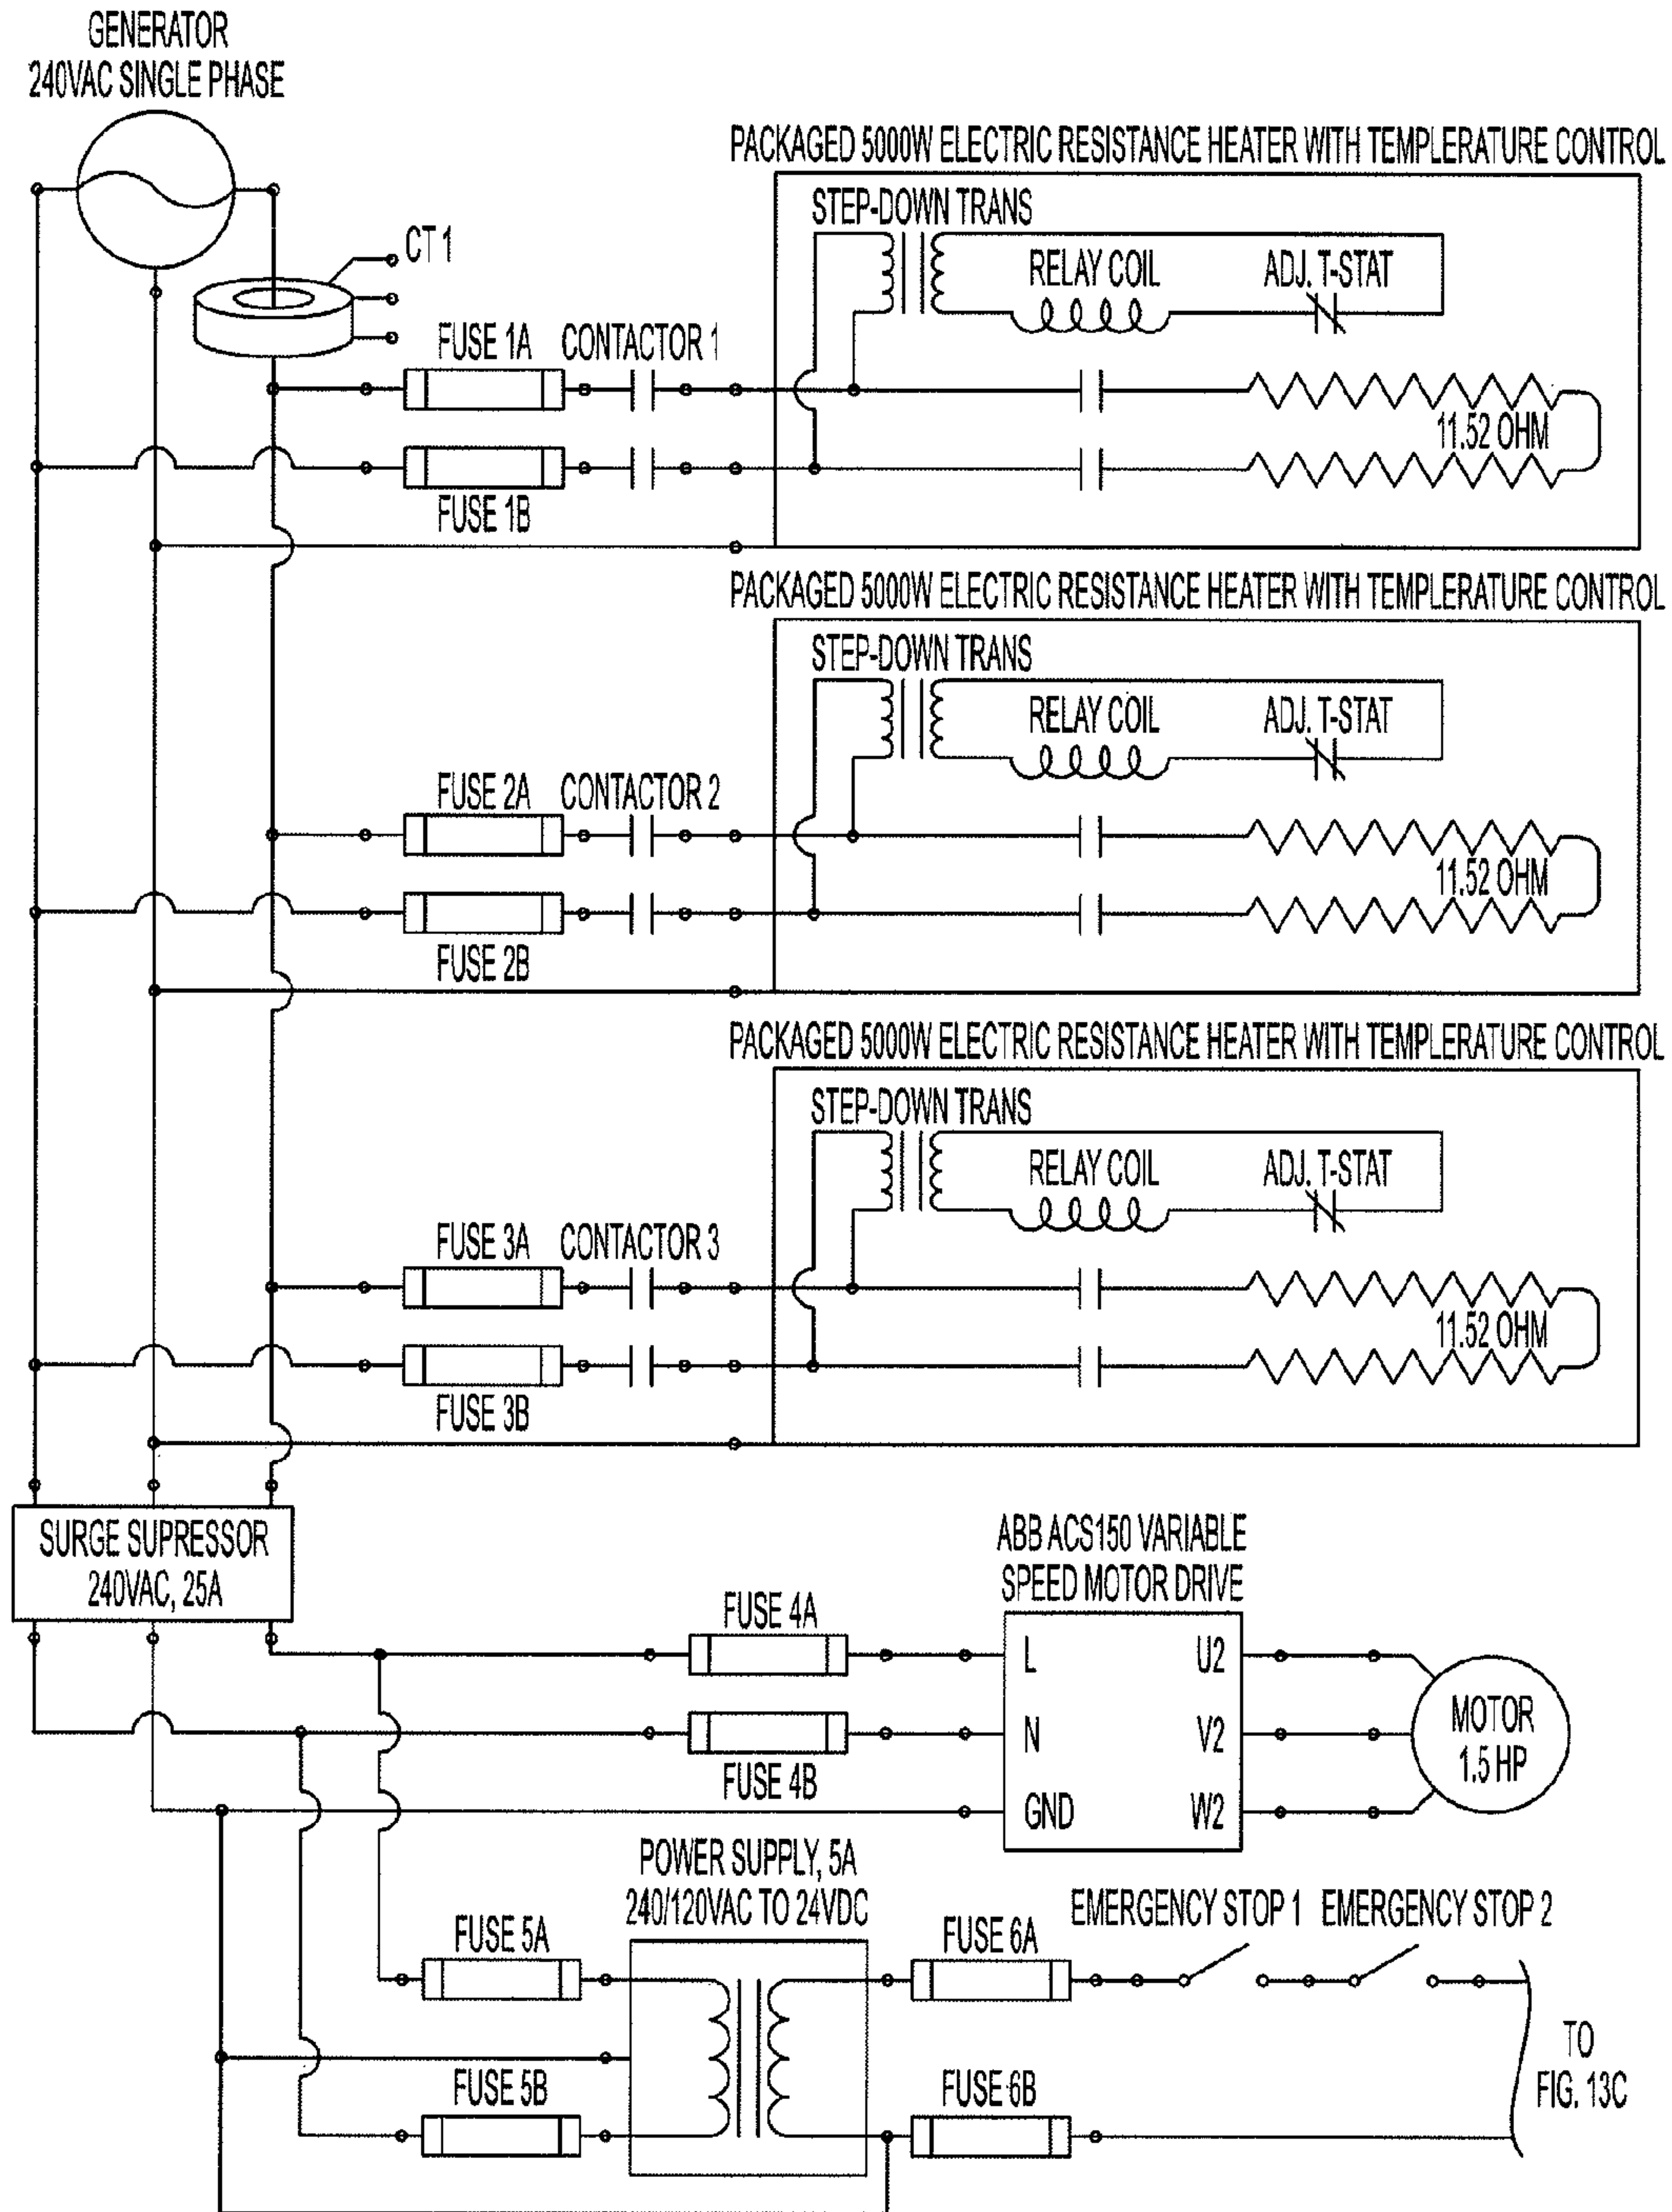 GENERATOR
240VAC SINGLE PHASE
CT 1
PACKAGED 5000W ELECTRIC RESISTANCE HEATER WITH TEMPLERATURE CONTROL
STEP-DOWN TRANS
RELAY COIL
ADJ. T-STAT
FUSE 1A
CONTACTOR 1
11.52 OHM
FUSE 1B
PACKAGED 5000W ELECTRIC RESISTANCE HEATER WITH TEMPLERATURE CONTROL
STEP-DOWN TRANS
RELAY COIL
ADJ. T-STAT
FUSE 2A
CONTACTOR 2
11.52 OHM
FUSE 2B
PACKAGED 5000W ELECTRIC RESISTANCE HEATER WITH TEMPLERATURE CONTROL
STEP-DOWN TRANS
RELAY COIL
ADJ. T-STAT
FUSE 3A
CONTACTOR 3
11.52 OHM
FUSE 3B
SURGE SUPRESSOR
240VAC, 25A
ABB ACS150 VARIABLE
SPEED MOTOR DRIVE
FUSE 4A
L
U2
FUSE 4B
N
V2
GND
W2
MOTOR
1.5 HP
POWER SUPPLY, 5A
240/120VAC TO 24VDC
FUSE 5A
FUSE 6A
EMERGENCY STOP 1
EMERGENCY STOP 2
FUSE 5B
FUSE 6B
TO
FIG. 13C